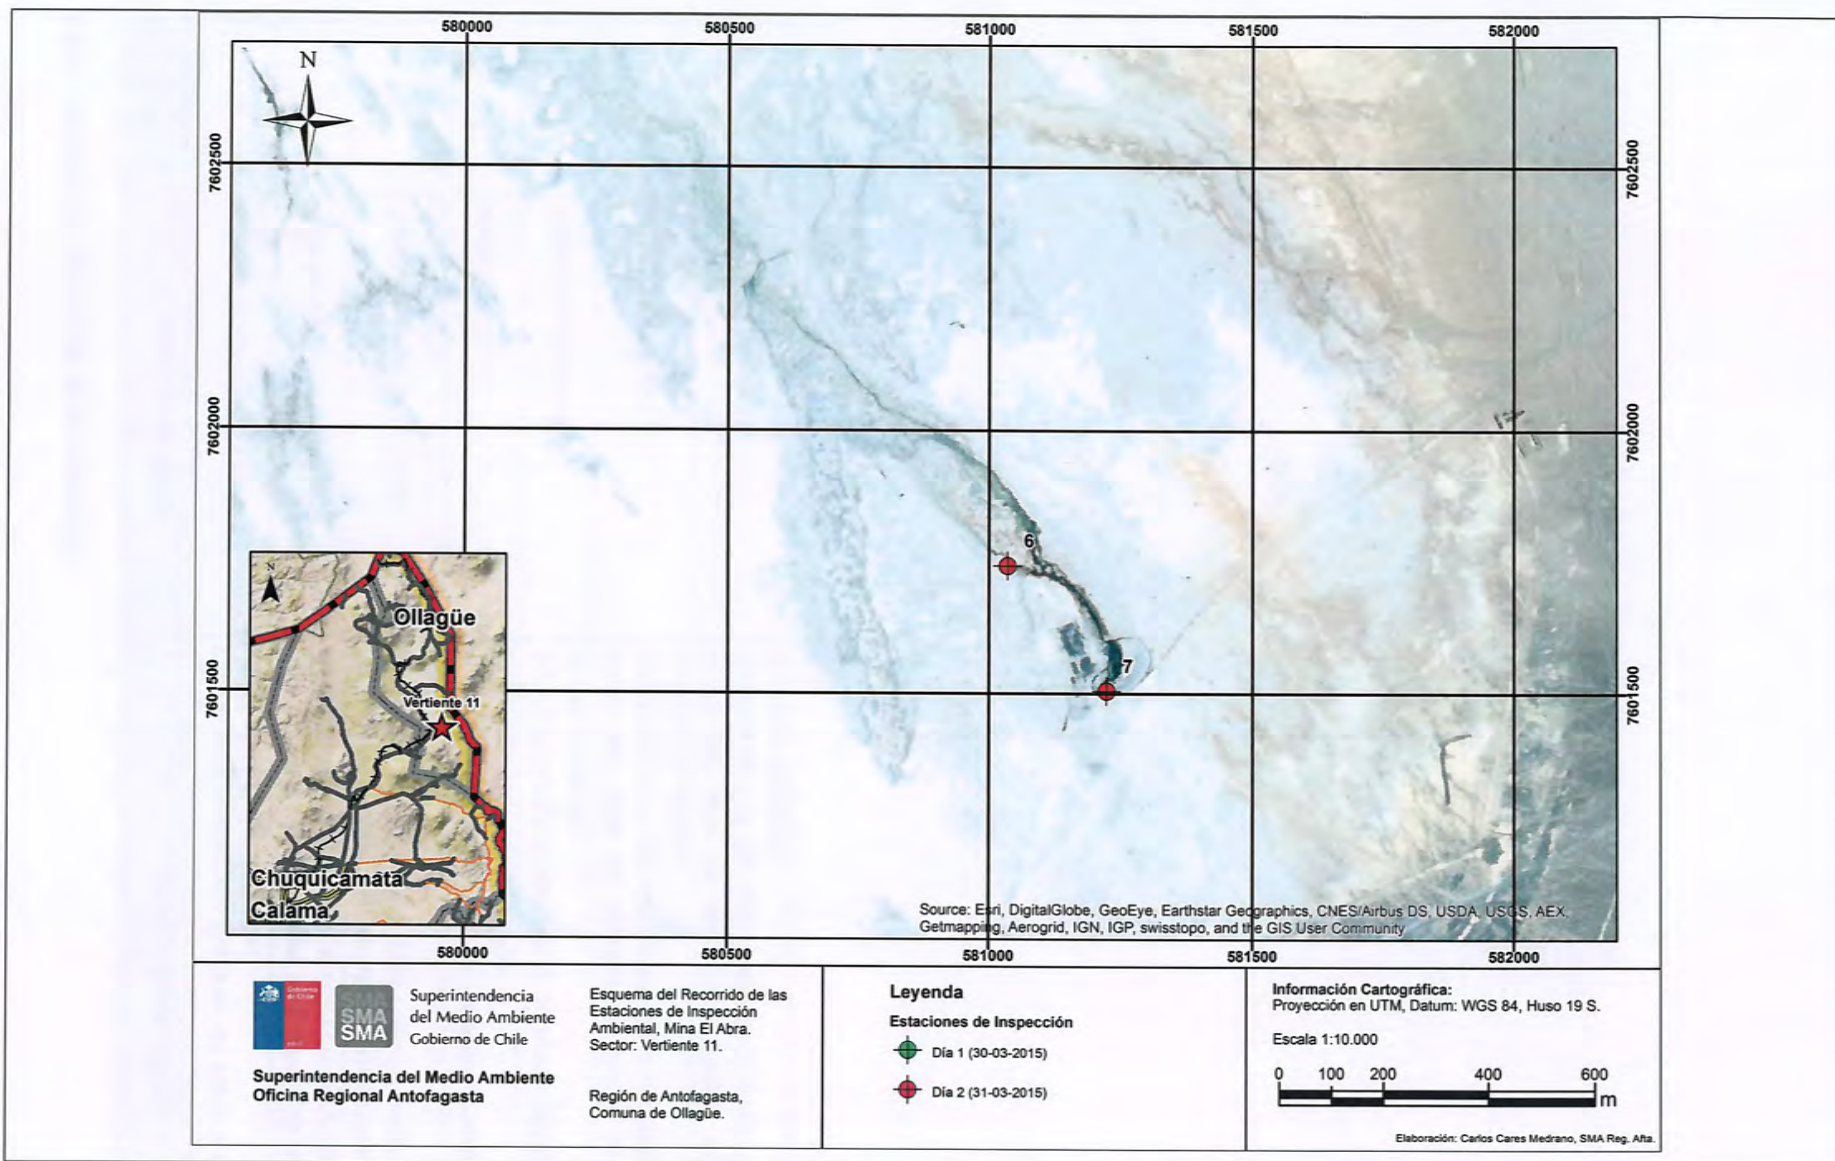 580000
580500
581000
581500
582000
N
7602500
7602500
7602000
7602000
6
7
7601500
7601500
N
Ollagüe
Vertiente 11
Chuquicamata
Calama
Source: Esri, DigitalGlobe, GeoEye, Earthstar Geographics, CNES/Airbus DS, USDA, USGS, AEX,
Getmapping, Aerogrid, IGN, IGP, swisstopo, and the GIS User Community
580000
580500
581000
581500
582000
Gobierno
de Chile
SMA
SMA
SMA
Superintendencia
del Medio Ambiente
Gobierno de Chile
Superintendencia del Medio Ambiente
Oficina Regional Antofagasta
Esquema del Recorrido de las
Estaciones de Inspección
Ambiental, Mina El Abra.
Sector: Vertiente 11.
Región de Antofagasta,
Comuna de Ollagüe.
Leyenda
Estaciones de Inspección
Día 1 (30-03-2015)
Día 2 (31-03-2015)
Información Cartográfica:
Proyección en UTM, Datum: WGS 84, Huso 19 S.
Escala 1:10.000
0 100 200 400 600
m
Elaboración: Carlos Cares Medrano, SMA Reg. Afta.